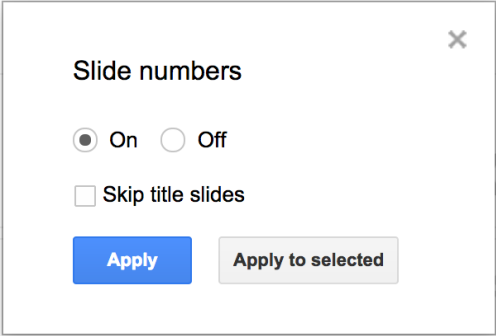 Slide numbers
On Off
Skip title slides
Apply Apply to selected